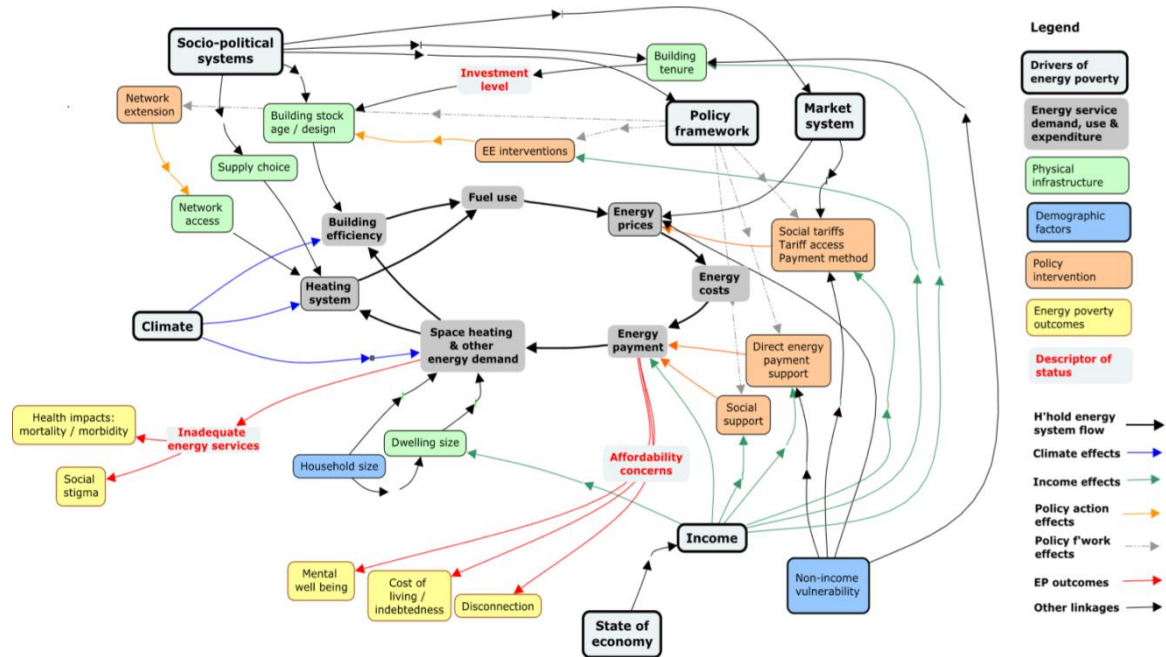 Socio-political
systems
Building
tenure
Investment
level
Network
extension
Building stock
age / design
Policy
framework
Market
system
EE interventions
Supply choice
Network
access
Fuel use
Building
efficiency
Energy
prices
Social tariffs
Tariff access
Payment method
Heating
system
Energy
costs
Climate
Space heating
& other
energy demand
Energy
payment
Direct energy
payment
support
Social
support
Health impacts:
mortality / morbidity
Inadequate
energy services
Social
stigma
Household size
Dwelling size
Affordability
concerns
Income
Mental
well being
Cost of
living /
indebtedness
Disconnection
Non-income
vulnerability
State of
economy
Legend
Drivers of
energy poverty
Energy service
demand, use &
expenditure
Physical
infrastructure
Demographic
factors
Policy
intervention
Energy poverty
outcomes
Descriptor of
status
H'hold energy
system flow
Climate effects
Income effects
Policy action
effects
Policy f'work
effects
EP outcomes
Other linkages